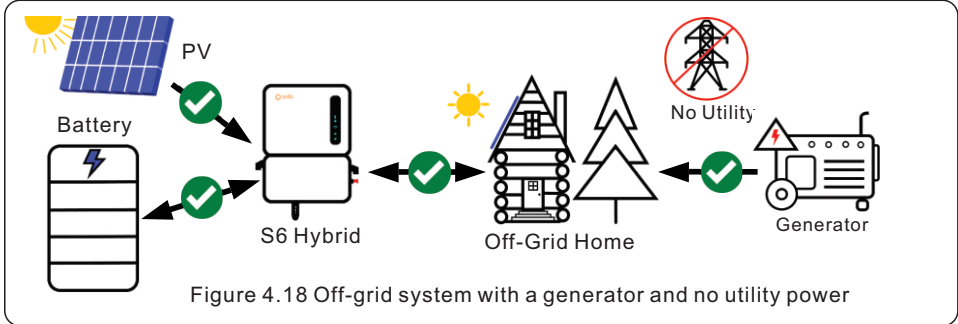 PV
Battery
No Utility
S6 Hybrid
Off-Grid Home
Generator
Figure 4.18 Off-grid system with a generator and no utility power